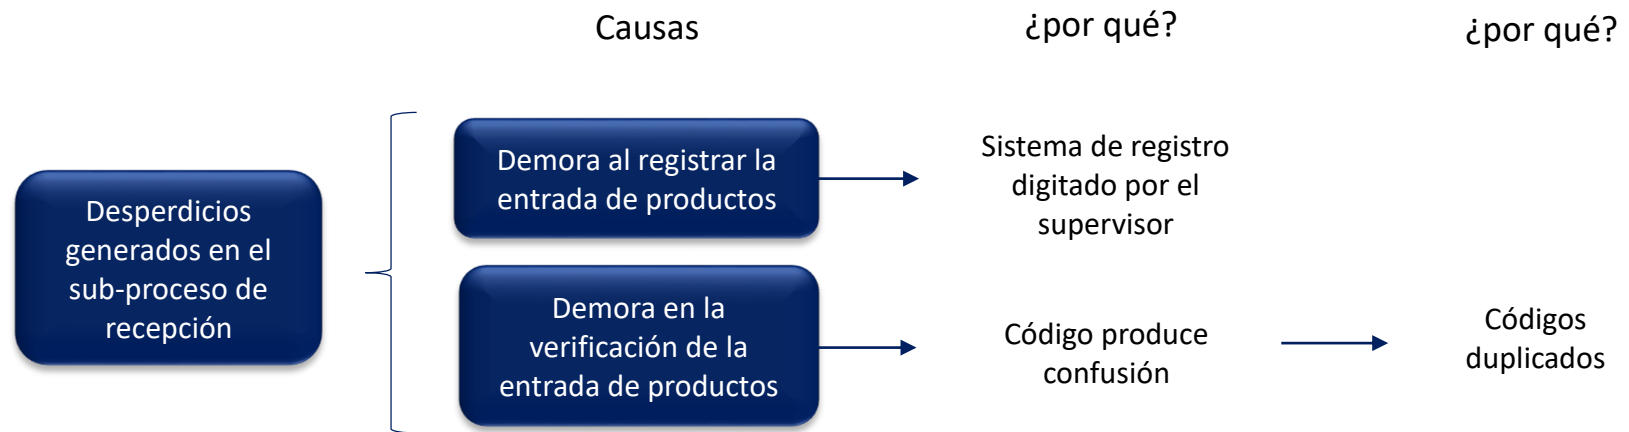 Causas
¿por qué?
¿por qué?
Desperdicios
generados en el
sub-proceso de
recepción
Demora al registrar la
entrada de productos
Sistema de registro
digitado por el
supervisor
Demora en la
verificación de la
entrada de productos
Código produce
confusión
Códigos
duplicados